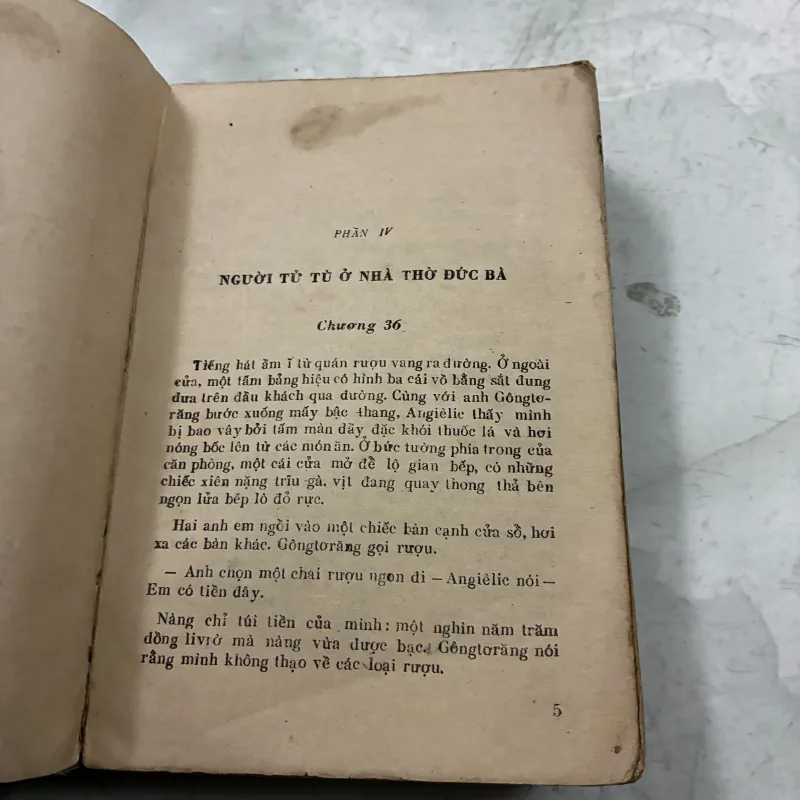 PHẦN IV
NGƯỜI TỬ TÙ Ở NHÀ THỜ ĐỨC BÀ
Chương 36
Tiếng hát ầm ĩ từ quán rượu vang ra đường. Ở ngoài
cửa, một tấm bảng hiệu có hình ba cái vồ bằng sắt đung
đưa trên đầu khách qua đường. Cùng với anh Gôngtơ-
răng bước xuống mấy bậc thang, Angiêlic thấy mình
bị bao vây bởi tấm màn dày đặc khói thuốc lá và hơi
nóng bốc lên từ các món ăn. Ở bức tường phía trong của
căn phòng, một cái cửa mở để lộ gian bếp, có những
chiếc xiên nặng trĩu gà, vịt đang quay thong thả bên
ngọn lửa bếp lò đỏ rực.
Hai anh em ngồi vào một chiếc bàn cạnh cửa sổ, hơi
xa các bàn khác. Gôngtơrăng gọi rượu.
— Anh chọn một chai rượu ngon đi — Angiêlic nói —
Em có tiền đây.
Nàng chỉ túi tiền của mình: một nghìn năm trăm
đồng livrờ mà nàng vừa được bạc. Gôngtơrăng nói
rằng mình không thạo về các loại rượu.
5